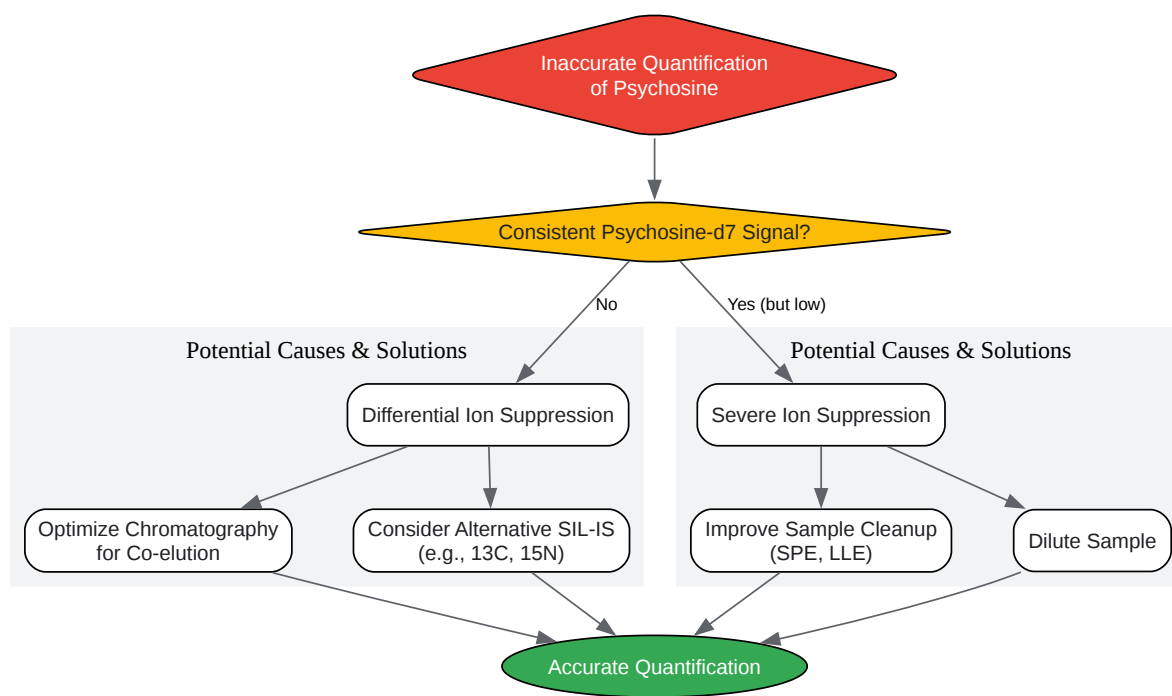 Inaccurate Quantification
of Psychosine
Consistent Psychosine-d7 Signal?
No
Yes (but low)
Potential Causes & Solutions
Potential Causes & Solutions
Differential Ion Suppression
Severe Ion Suppression
Optimize Chromatography
for Co-elution
Consider Alternative SIL-IS
(e.g., 13C, 15N)
Improve Sample Cleanup
(SPE, LLE)
Dilute Sample
Accurate Quantification